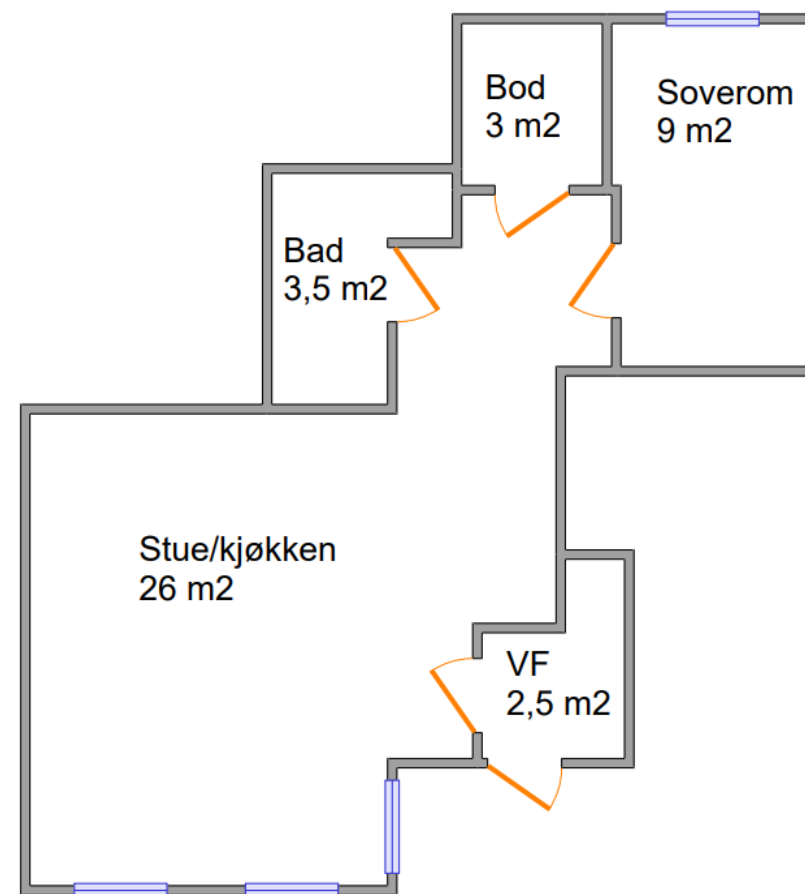 Bod
3 m2
Soverom
9 m2
Bad
3,5 m2
Stue/kjøkken
26 m2
VF
2,5 m2